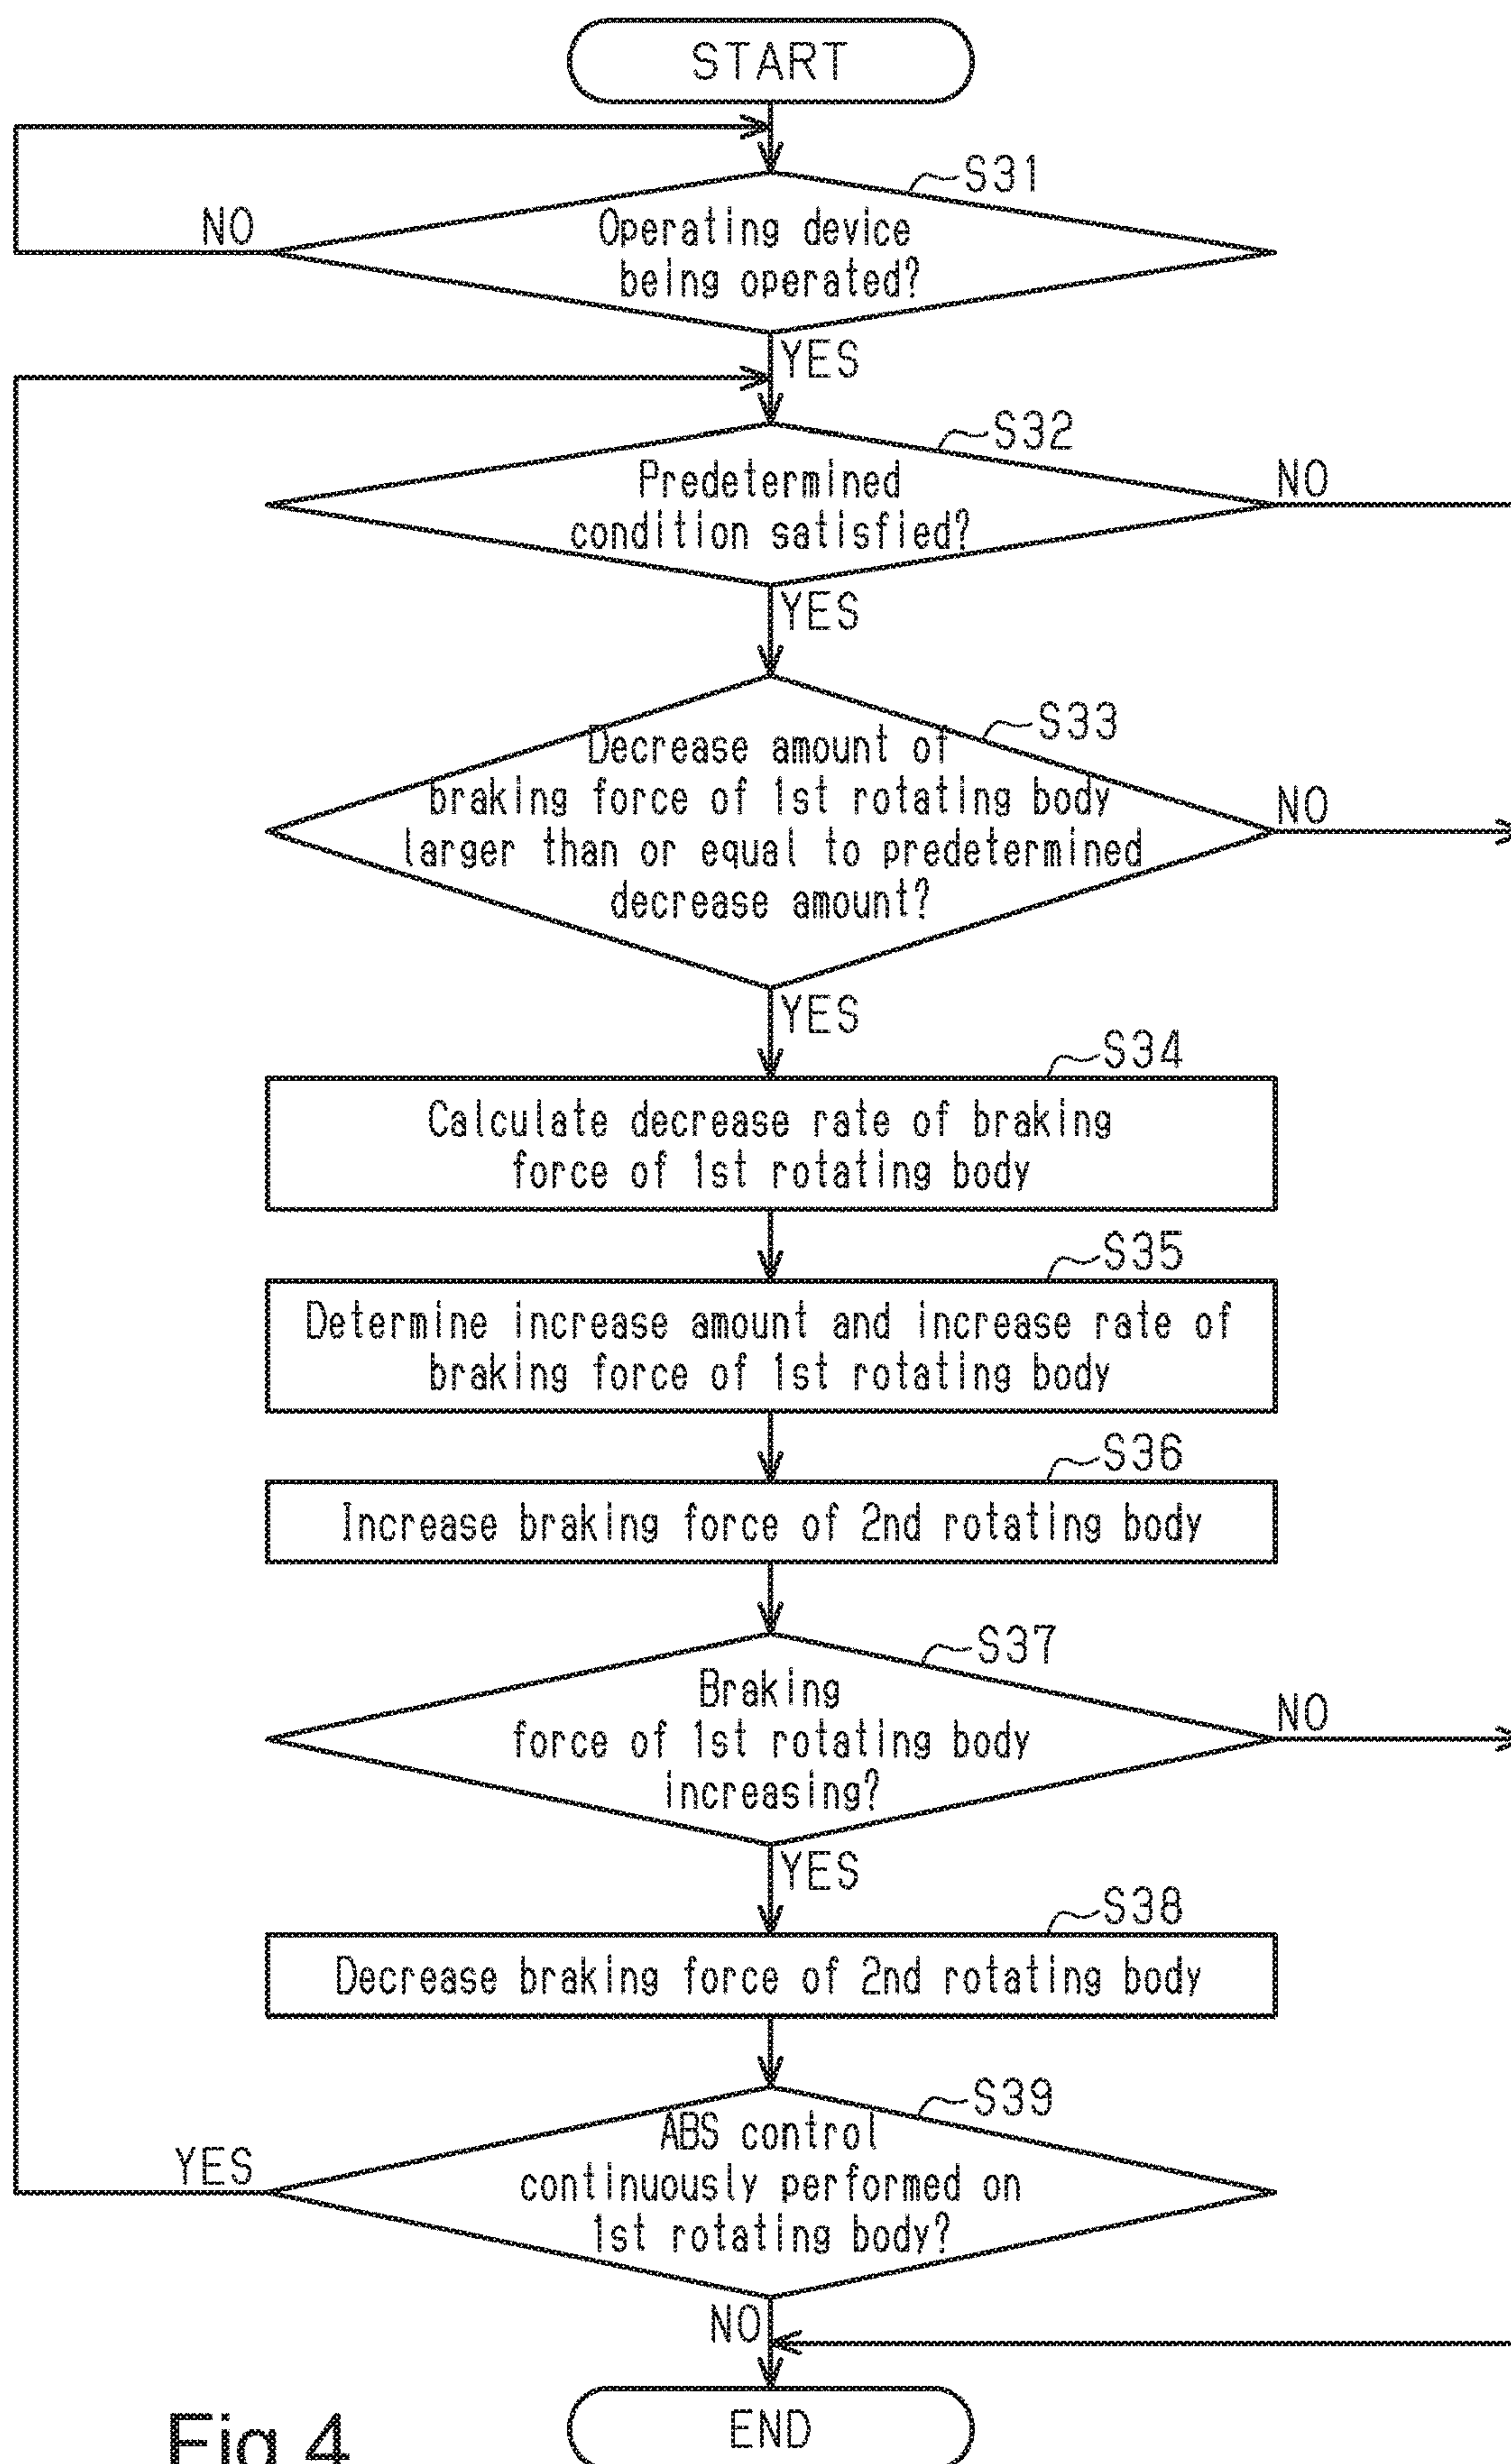 START
S31
NO
Operating device
being operated?
YES
S32
Predetermined
condition satisfied?
NO
YES
S33
Decrease amount of
braking force of 1st rotating body
larger than or equal to predetermined
decrease amount?
NO
YES
S34
Calculate decrease rate of braking
force of 1st rotating body
S35
Determine increase amount and increase rate of
braking force of 1st rotating body
S36
Increase braking force of 2nd rotating body
S37
Braking
force of 1st rotating body
increasing?
NO
YES
S38
Decrease braking force of 2nd rotating body
S39
YES
ABS control
continuously performed on
1st rotating body?
NO
END
Fig.4